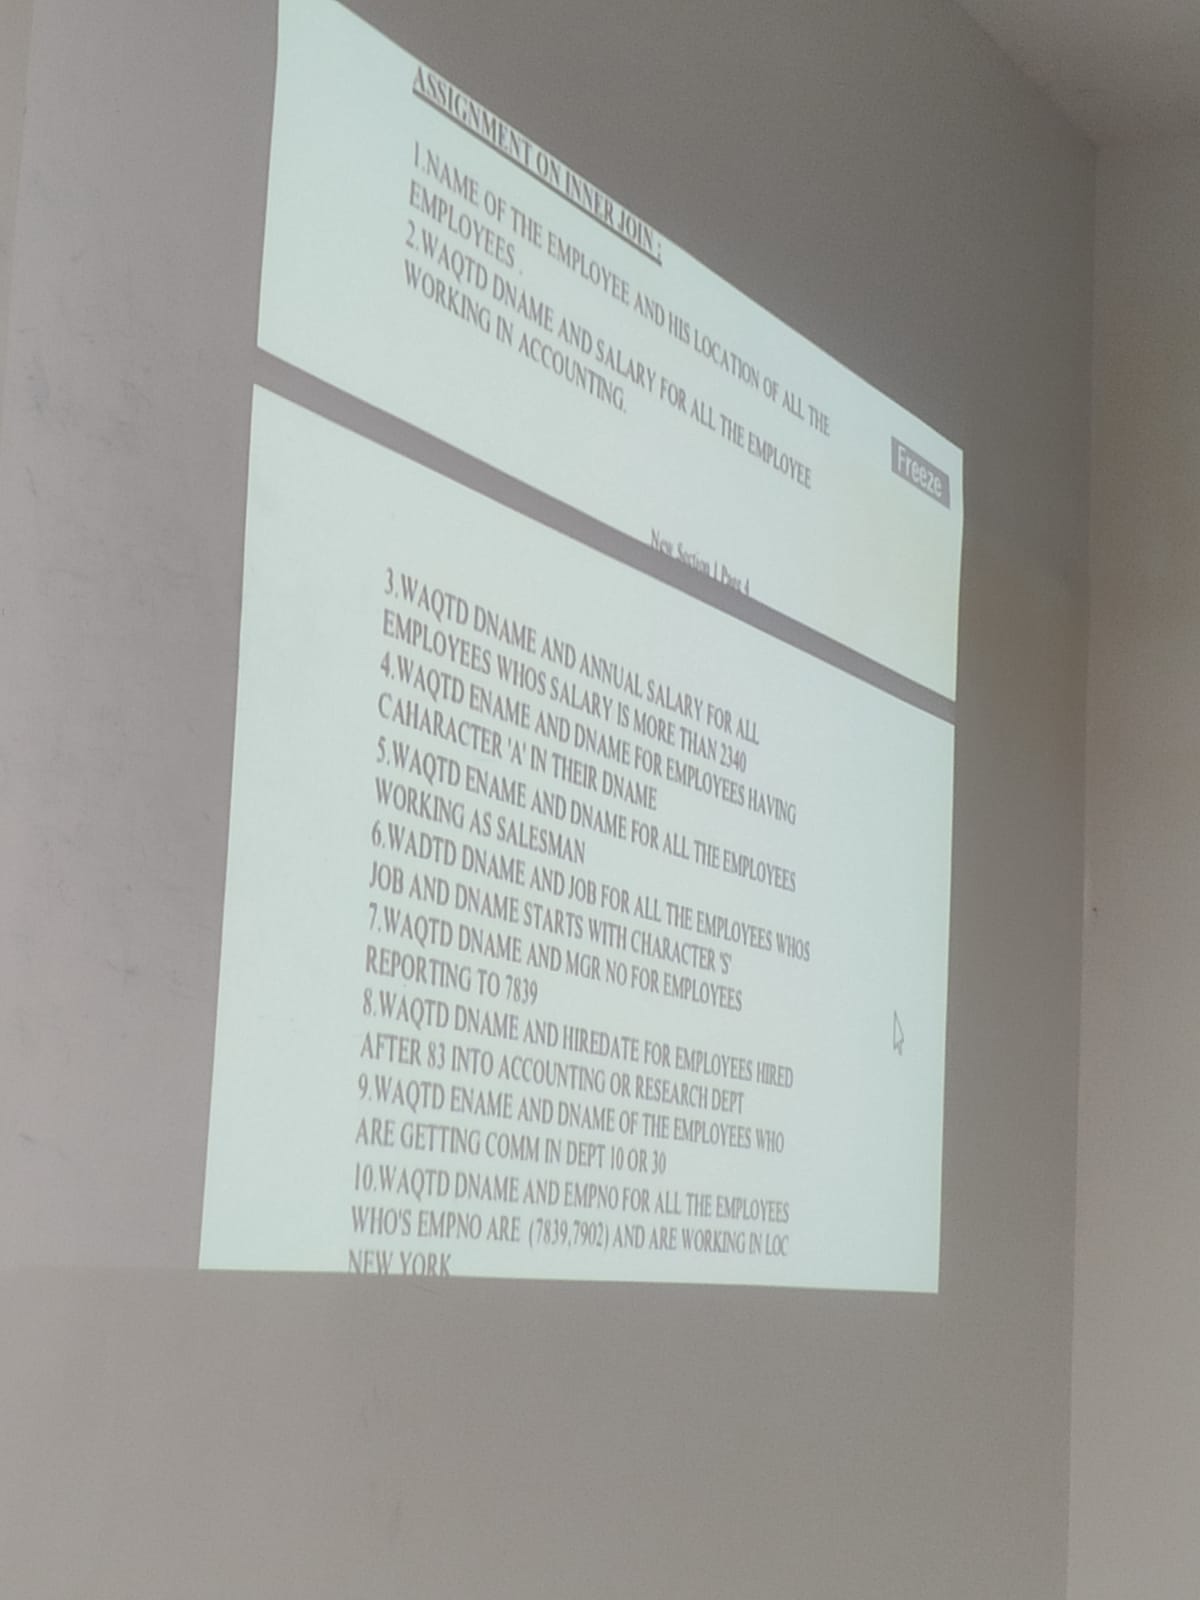 ASSIGNMENT ON INNER JOIN :
1.NAME OF THE EMPLOYEE AND HIS LOCATION OF ALL THE
EMPLOYEES .
2.WAQTD DNAME AND SALARY FOR ALL THE EMPLOYEE
WORKING IN ACCOUNTING.
Freeze
New Section 1 Page 4
3.WAQTD DNAME AND ANNUAL SALARY FOR ALL
EMPLOYEES WHOS SALARY IS MORE THAN 2340
4.WAQTD ENAME AND DNAME FOR EMPLOYEES HAVING
CAHARACTER 'A' IN THEIR DNAME
5.WAQTD ENAME AND DNAME FOR ALL THE EMPLOYEES
WORKING AS SALESMAN
6.WADTD DNAME AND JOB FOR ALL THE EMPLOYEES WHOS
JOB AND DNAME STARTS WITH CHARACTER 'S'
7.WAQTD DNAME AND MGR NO FOR EMPLOYEES
REPORTING TO 7839
8.WAQTD DNAME AND HIREDATE FOR EMPLOYEES HIRED
AFTER 83 INTO ACCOUNTING OR RESEARCH DEPT
9.WAQTD ENAME AND DNAME OF THE EMPLOYEES WHO
ARE GETTING COMM IN DEPT 10 OR 30
10.WAQTD DNAME AND EMPNO FOR ALL THE EMPLOYEES
WHO'S EMPNO ARE (7839,7902) AND ARE WORKING IN LOC
NEW YORK